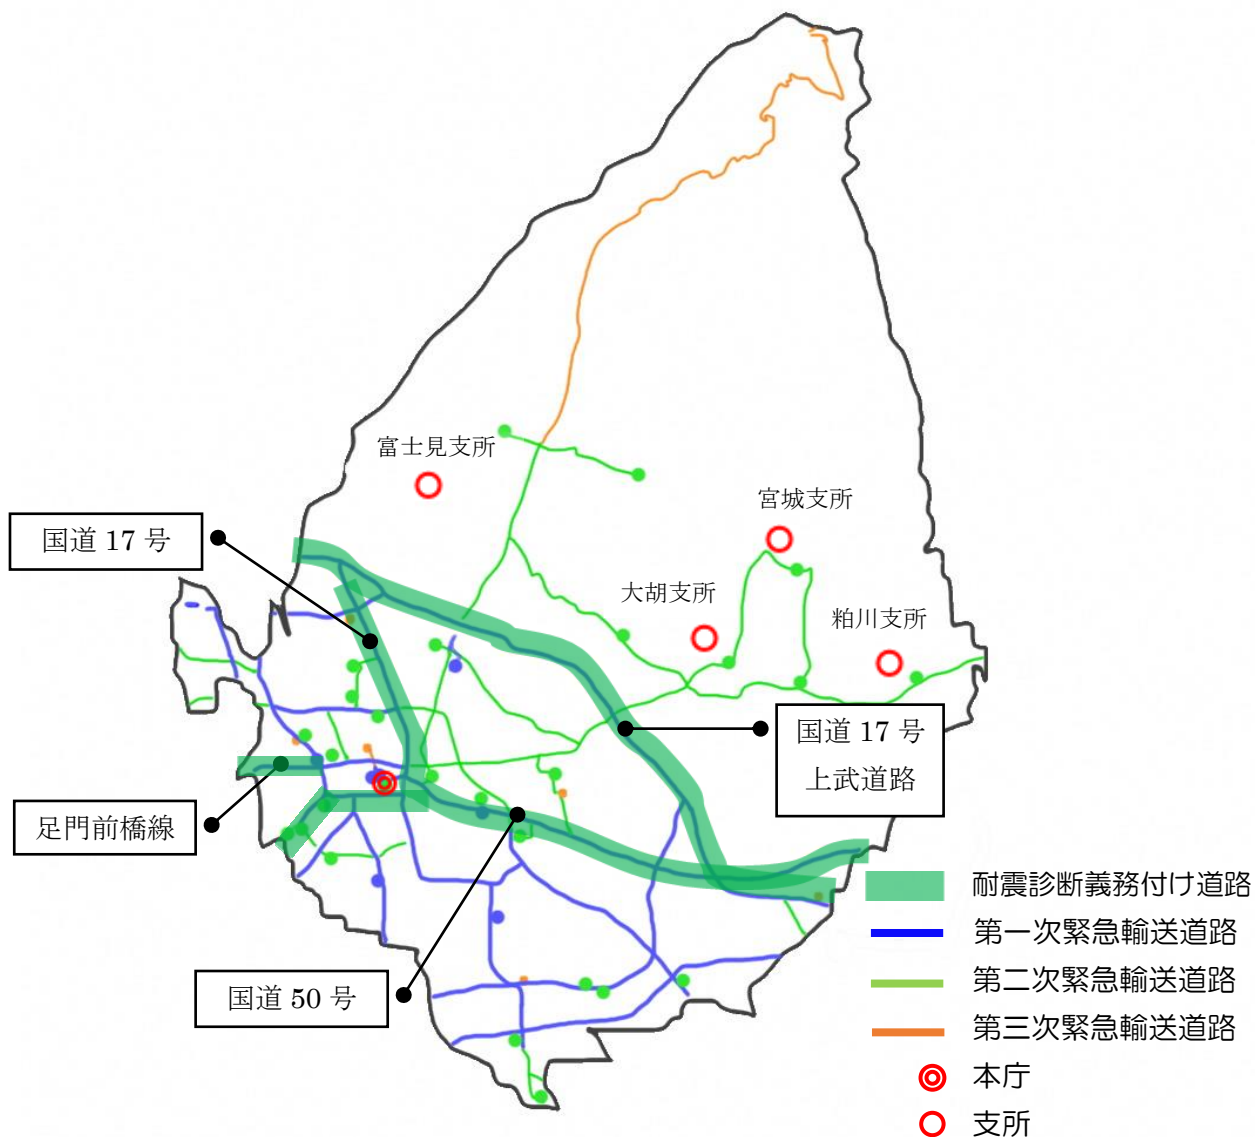 富士見支所
宮城支所
国道 17 号
大胡支所
粕川支所
国道 17 号
上武道路
足門前橋線
国道 50 号
耐震診断義務付け道路
第一次緊急輸送道路
第二次緊急輸送道路
第三次緊急輸送道路
本庁
支所